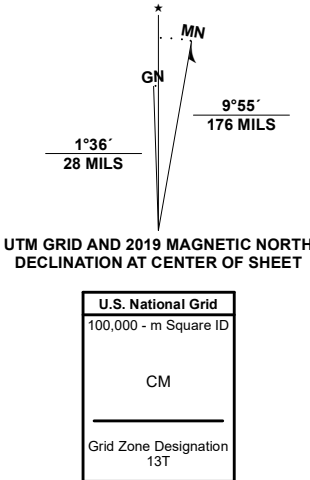 ★
MN
GN
9°55´
176 MILS
1°36´
28 MILS
UTM GRID AND 2019 MAGNETIC NORTH
DECLINATION AT CENTER OF SHEET
U.S. National Grid
100,000 - m Square ID
CM
Grid Zone Designation
13T